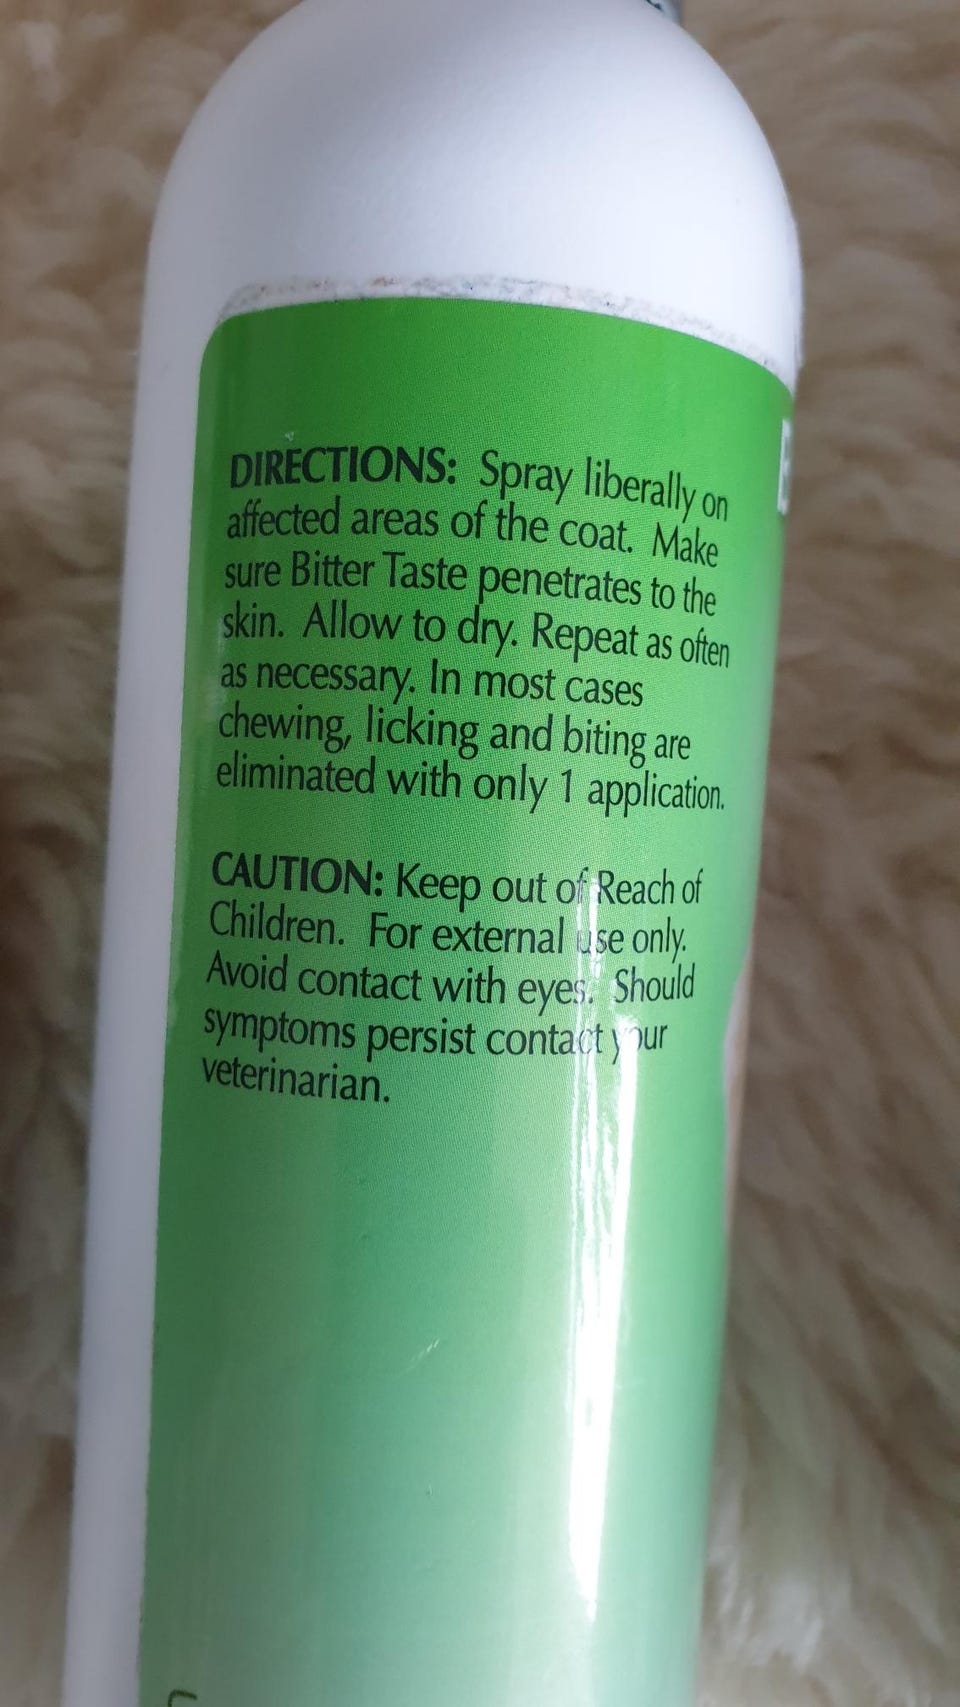 DIRECTIONS: Spray liberally on
affected areas of the coat. Make
sure Bitter Taste penetrates to the
skin. Allow to dry. Repeat as often
as necessary. In most cases
chewing, licking and biting are
eliminated with only 1 application.
CAUTION: Keep out of Reach of
Children. For external use only.
Avoid contact with eyes. Should
symptoms persist contact your
veterinarian.